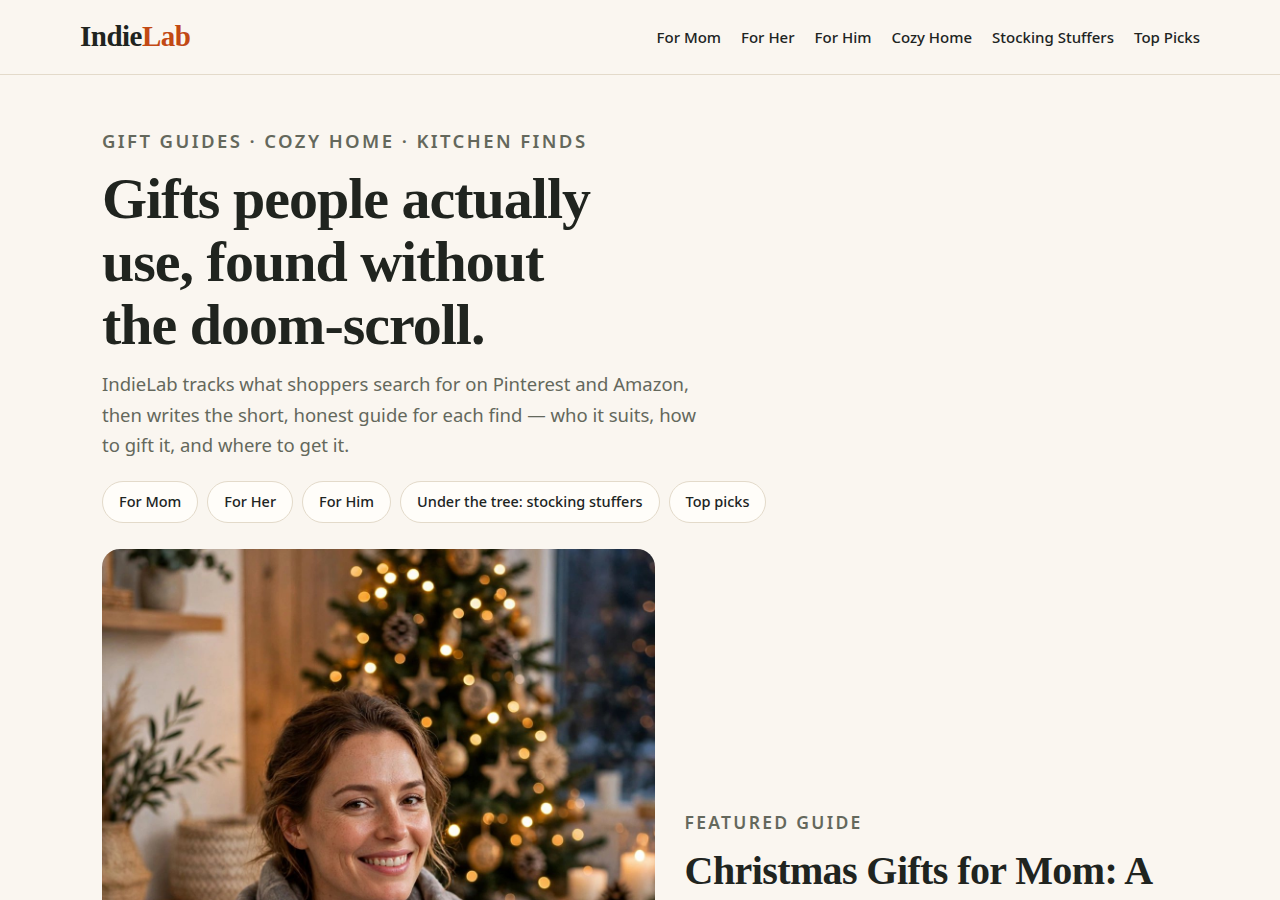 IndieLab
For Mom For Her For Him Cozy Home Stocking Stuffers Top Picks
GIFT GUIDES · COZY HOME · KITCHEN FINDS
Gifts people actually
use, found without
the doom-scroll.
IndieLab tracks what shoppers search for on Pinterest and Amazon,
then writes the short, honest guide for each find — who it suits, how
to gift it, and where to get it.
For Mom For Her For Him Under the tree: stocking stuffers Top picks
FEATURED GUIDE
Christmas Gifts for Mom: A